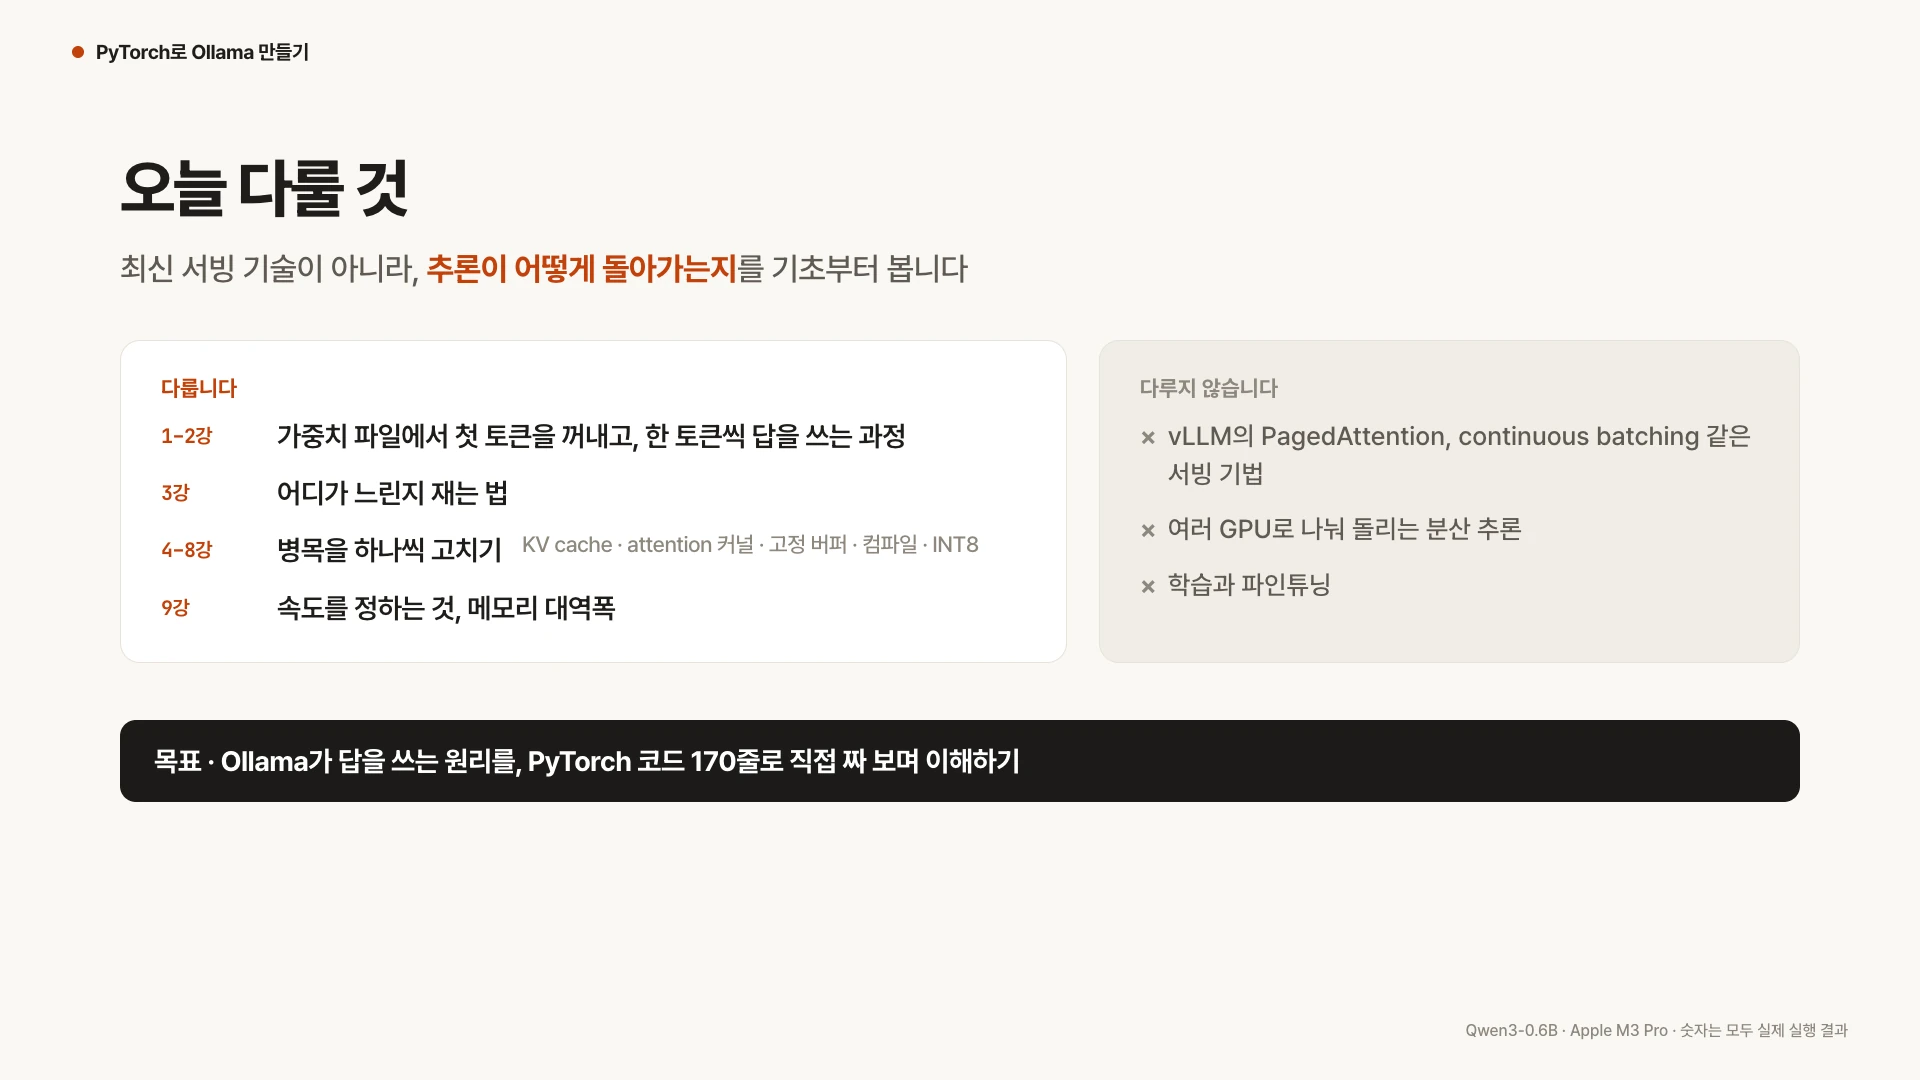 PyTorch로 Ollama 만들기
오늘 다룰 것
최신 서빙 기술이 아니라, 추론이 어떻게 돌아가는지를 기초부터 봅니다
다룹니다
1–2강 가중치 파일에서 첫 토큰을 꺼내고, 한 토큰씩 답을 쓰는 과정
3강 어디가 느린지 재는 법
4–8강 병목을 하나씩 고치기 KV cache · attention 커널 · 고정 버퍼 · 컴파일 · INT8
9강 속도를 정하는 것, 메모리 대역폭
다루지 않습니다
× vLLM의 PagedAttention, continuous batching 같은
서빙 기법
× 여러 GPU로 나눠 돌리는 분산 추론
× 학습과 파인튜닝
목표 · Ollama가 답을 쓰는 원리를, PyTorch 코드 170줄로 직접 짜 보며 이해하기
Qwen3-0.6B · Apple M3 Pro · 숫자는 모두 실제 실행 결과